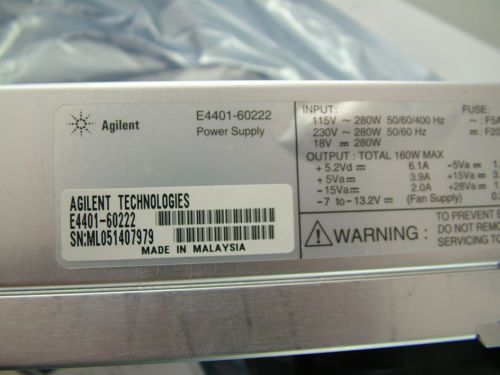 Agilent
E4401-60222
Power Supply
AGILENT TECHNOLOGIES
E4401-60222
SN:ML051407979
MADE IN MALAYSIA
INPUT:
115V ~ 280W 50/60/400 Hz
230V ~ 280W 50/60 Hz
18V ⎓ 280W
OUTPUT: TOTAL 160W MAX
+ 5.2Vd ⎓ 6.1A
+ 5Va ⎓ 3.9A
- 15Va ⎓ 2.0A
- 7 to - 13.2V ⎓ (Fan Supply)
-5Va ⎓
+15Va ⎓
+28Va ⎓
FUSE:
~ : F5A
⎓ : F20
WARNING:
TO PREVENT
DO NOT REMO
SERVICING TO